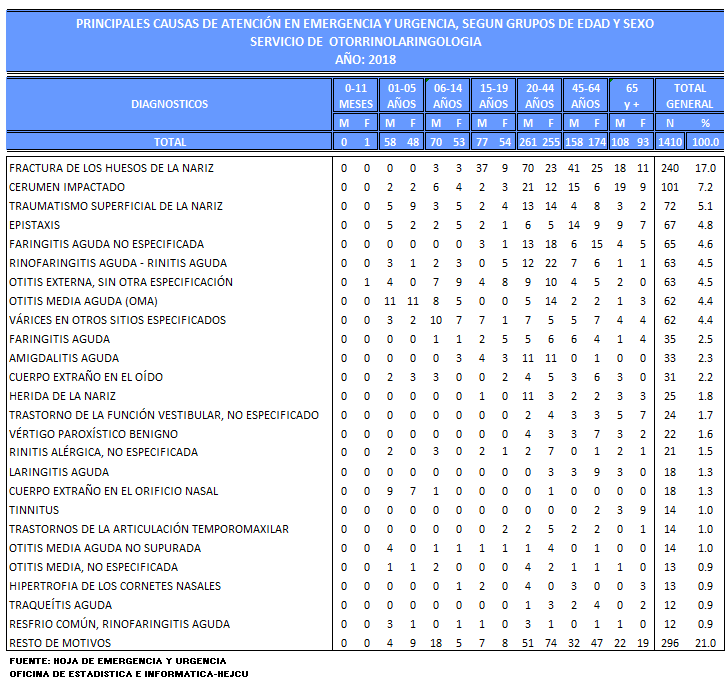 PRINCIPALES CAUSAS DE ATENCIÓN EN EMERGENCIA Y URGENCIA, SEGUN GRUPOS DE EDAD Y SEXO
SERVICIO DE OTORRINOLARINGOLOGIA
AÑO: 2018
DIAGNOSTICOS 0-11 MESES 01-05 AÑOS 06-14 AÑOS 15-19 AÑOS 20-44 AÑOS 45-64 AÑOS 65 y + TOTAL GENERAL
M F M F M F M F M F M F M F N %
TOTAL 0 1 58 48 70 53 77 54 261 255 158 174 108 93 1410 100.0
FRACTURA DE LOS HUESOS DE LA NARIZ 0 0 0 0 3 3 37 9 70 23 41 25 18 11 240 17.0
CERUMEN IMPACTADO 0 0 2 2 6 4 2 3 21 12 15 6 19 9 101 7.2
TRAUMATISMO SUPERFICIAL DE LA NARIZ 0 0 5 9 3 5 2 4 13 14 4 8 3 2 72 5.1
EPISTAXIS 0 0 5 2 2 5 2 1 6 5 14 9 9 7 67 4.8
FARINGITIS AGUDA NO ESPECIFICADA 0 0 0 0 0 0 3 1 13 18 6 15 4 5 65 4.6
RINOFARINGITIS AGUDA - RINITIS AGUDA 0 0 3 1 2 3 0 5 12 22 7 6 1 1 63 4.5
OTITIS EXTERNA, SIN OTRA ESPECIFICACIÓN 0 1 4 0 7 9 4 8 9 10 4 5 2 0 63 4.5
OTITIS MEDIA AGUDA (OMA) 0 0 11 11 8 5 0 0 5 14 2 2 1 3 62 4.4
VÁRICES EN OTROS SITIOS ESPECIFICADOS 0 0 3 2 10 7 7 1 7 5 5 7 4 4 62 4.4
FARINGITIS AGUDA 0 0 0 0 1 1 2 5 5 6 6 4 1 4 35 2.5
AMIGDALITIS AGUDA 0 0 0 0 0 3 4 3 11 11 0 1 0 0 33 2.3
CUERPO EXTRAÑO EN EL OÍDO 0 0 2 3 3 0 0 2 4 5 3 6 3 0 31 2.2
HERIDA DE LA NARIZ 0 0 0 0 0 0 1 0 11 3 2 2 3 3 25 1.8
TRASTORNO DE LA FUNCIÓN VESTIBULAR, NO ESPECIFICADO 0 0 0 0 0 0 0 0 2 4 3 3 5 7 24 1.7
VÉRTIGO PAROXÍSTICO BENIGNO 0 0 0 0 0 0 0 0 4 3 3 7 3 2 22 1.6
RINITIS ALÉRGICA, NO ESPECIFICADA 0 0 2 0 3 0 2 1 2 7 0 1 2 1 21 1.5
LARINGITIS AGUDA 0 0 0 0 0 0 0 0 0 3 3 9 3 0 18 1.3
CUERPO EXTRAÑO EN EL ORIFICIO NASAL 0 0 9 7 1 0 0 0 0 1 0 0 0 0 18 1.3
TINNITUS 0 0 0 0 0 0 0 0 0 0 0 2 3 9 14 1.0
TRASTORNOS DE LA ARTICULACIÓN TEMPOROMAXILAR 0 0 0 0 0 0 0 2 2 5 2 2 0 1 14 1.0
OTITIS MEDIA AGUDA NO SUPURADA 0 0 4 0 1 1 1 1 1 4 0 1 0 0 14 1.0
OTITIS MEDIA, NO ESPECIFICADA 0 0 1 1 2 0 0 0 4 2 1 1 1 0 13 0.9
HIPERTROFIA DE LOS CORNETES NASALES 0 0 0 0 0 1 2 0 4 0 3 0 0 3 13 0.9
TRAQUEÍTIS AGUDA 0 0 0 0 0 0 0 0 1 3 2 4 0 2 12 0.9
RESFRIO COMÚN, RINOFARINGITIS AGUDA 0 0 3 1 0 1 1 0 3 1 0 1 1 0 12 0.9
RESTO DE MOTIVOS 0 0 4 9 18 5 7 8 51 74 32 47 22 19 296 21.0
FUENTE: HOJA DE EMERGENCIA Y URGENCIA
OFICINA DE ESTADISTICA E INFORMATICA-HEJCU